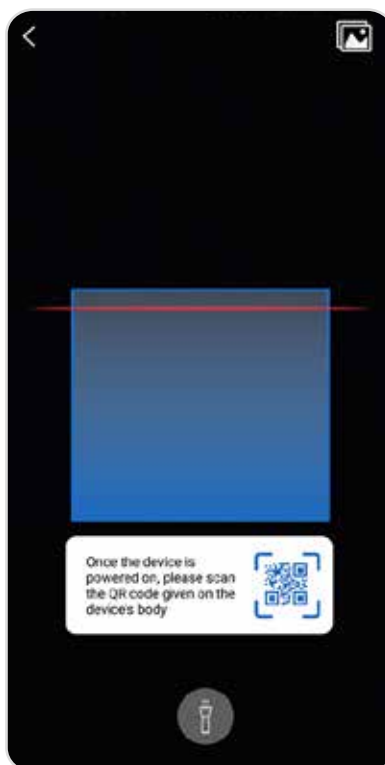 Once the device is
powered on, please scan
the QR code given on the
device's body